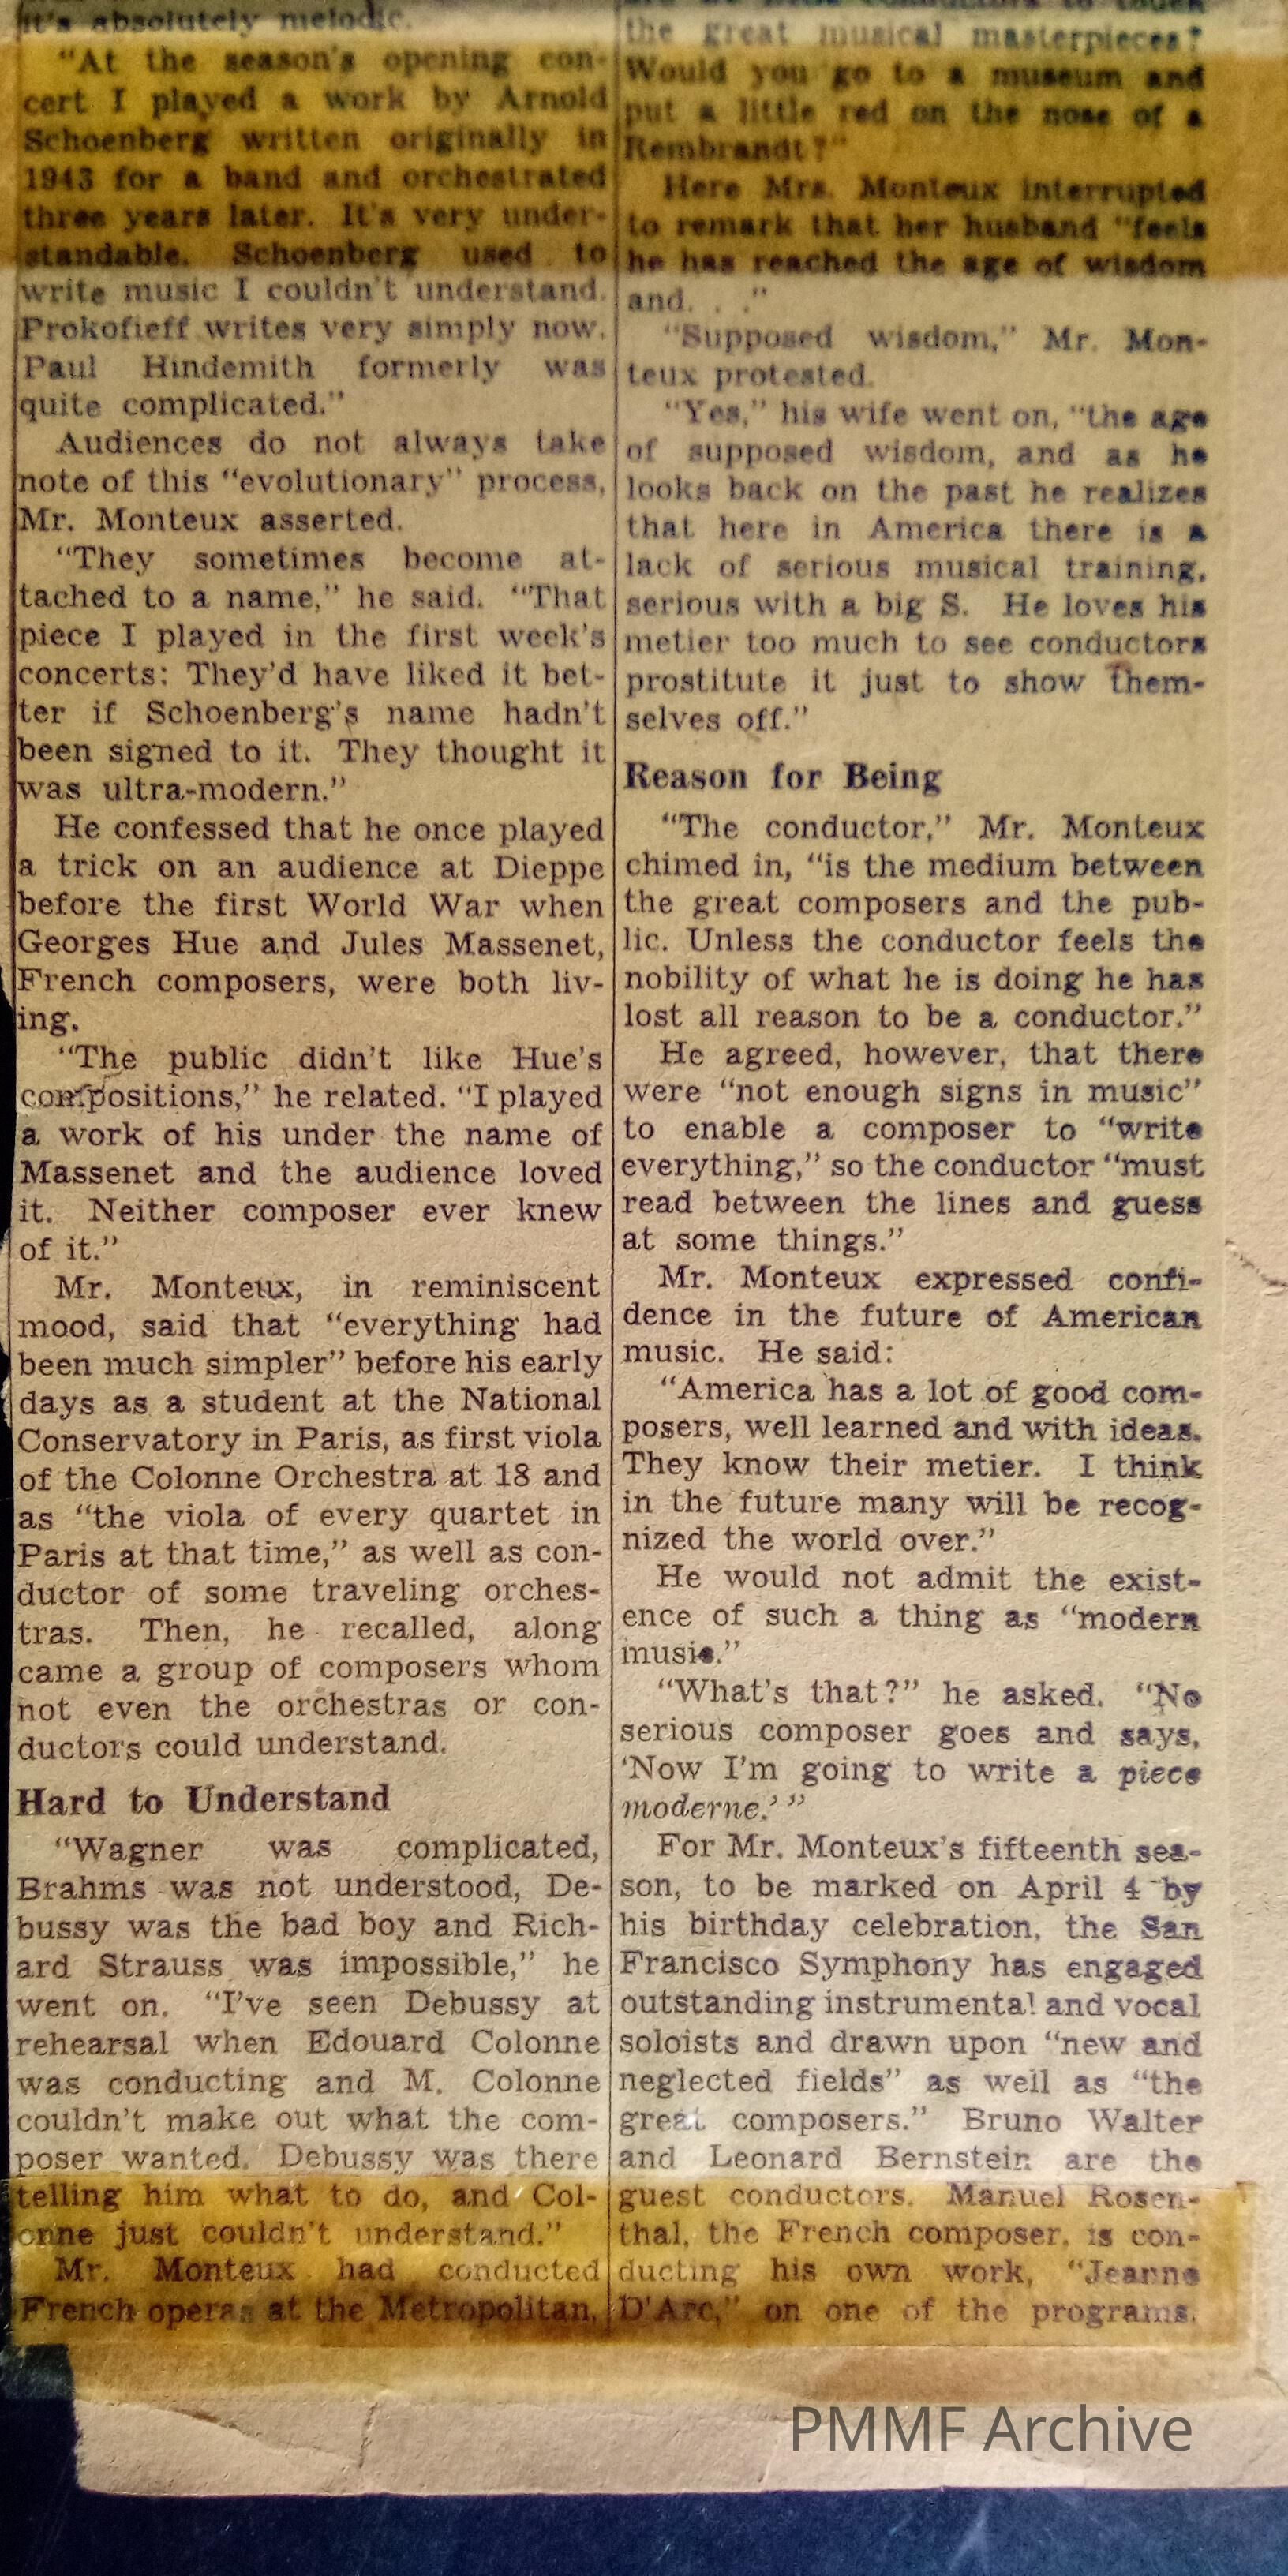 it's absolutely melodic.
"At the season's opening con-
cert I played a work by Arnold
Schoenberg written originally in
1943 for a band and orchestrated
three years later. It's very under-
standable. Schoenberg used to
write music I couldn't understand.
Prokofieff writes very simply now.
Paul Hindemith formerly was
quite complicated."
Audiences do not always take
note of this "evolutionary" process,
Mr. Monteux asserted.
"They sometimes become at-
tached to a name," he said. "That
piece I played in the first week's
concerts: They'd have liked it bet-
ter if Schoenberg's name hadn't
been signed to it. They thought it
was ultra-modern."
He confessed that he once played
a trick on an audience at Dieppe
before the first World War when
Georges Hue and Jules Massenet,
French composers, were both liv-
ing.
"The public didn't like Hue's
compositions," he related. "I played
a work of his under the name of
Massenet and the audience loved
it. Neither composer ever knew
of it."
Mr. Monteux, in reminiscent
mood, said that "everything had
been much simpler" before his early
days as a student at the National
Conservatory in Paris, as first viola
of the Colonne Orchestra at 18 and
as "the viola of every quartet in
Paris at that time," as well as con-
ductor of some traveling orches-
tras. Then, he recalled, along
came a group of composers whom
not even the orchestras or con-
ductors could understand.
Hard to Understand
"Wagner was complicated,
Brahms was not understood, De-
bussy was the bad boy and Rich-
ard Strauss was impossible," he
went on. "I've seen Debussy at
rehearsal when Edouard Colonne
was conducting and M. Colonne
couldn't make out what the com-
poser wanted. Debussy was there
telling him what to do, and Col-
onne just couldn't understand."
Mr. Monteux had conducted
French operas at the Metropolitan,
the great musical masterpieces?
Would you go to a museum and
put a little red on the nose of a
Rembrandt?"
Here Mrs. Monteux interrupted
to remark that her husband "feels
he has reached the age of wisdom
and. . ."
"Supposed wisdom," Mr. Mon-
teux protested.
"Yes," his wife went on, "the age
of supposed wisdom, and as he
looks back on the past he realizes
that here in America there is a
lack of serious musical training,
serious with a big S. He loves his
metier too much to see conductors
prostitute it just to show them-
selves off."
Reason for Being
"The conductor," Mr. Monteux
chimed in, "is the medium between
the great composers and the pub-
lic. Unless the conductor feels the
nobility of what he is doing he has
lost all reason to be a conductor."
He agreed, however, that there
were "not enough signs in music"
to enable a composer to "write
everything," so the conductor "must
read between the lines and guess
at some things."
Mr. Monteux expressed confi-
dence in the future of American
music. He said:
"America has a lot of good com-
posers, well learned and with ideas.
They know their metier. I think
in the future many will be recog-
nized the world over."
He would not admit the exist-
ence of such a thing as "modern
music."
"What's that?" he asked. "No
serious composer goes and says,
'Now I'm going to write a piece
moderne.' "
For Mr. Monteux's fifteenth sea-
son, to be marked on April 4 by
his birthday celebration, the San
Francisco Symphony has engaged
outstanding instrumental and vocal
soloists and drawn upon "new and
neglected fields" as well as "the
great composers." Bruno Walter
and Leonard Bernstein are the
guest conductors. Manuel Rosen-
thal, the French composer, is con-
ducting his own work, "Jeanne
D'Arc," on one of the programs.
PMMF Archive